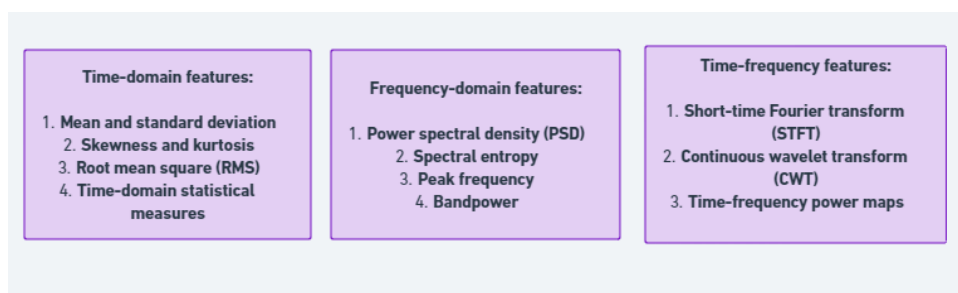 Time-domain features:
1. Mean and standard deviation
2. Skewness and kurtosis
3. Root mean square (RMS)
4. Time-domain statistical
measures
Frequency-domain features:
1. Power spectral density (PSD)
2. Spectral entropy
3. Peak frequency
4. Bandpower
Time-frequency features:
1. Short-time Fourier transform
(STFT)
2. Continuous wavelet transform
(CWT)
3. Time-frequency power maps